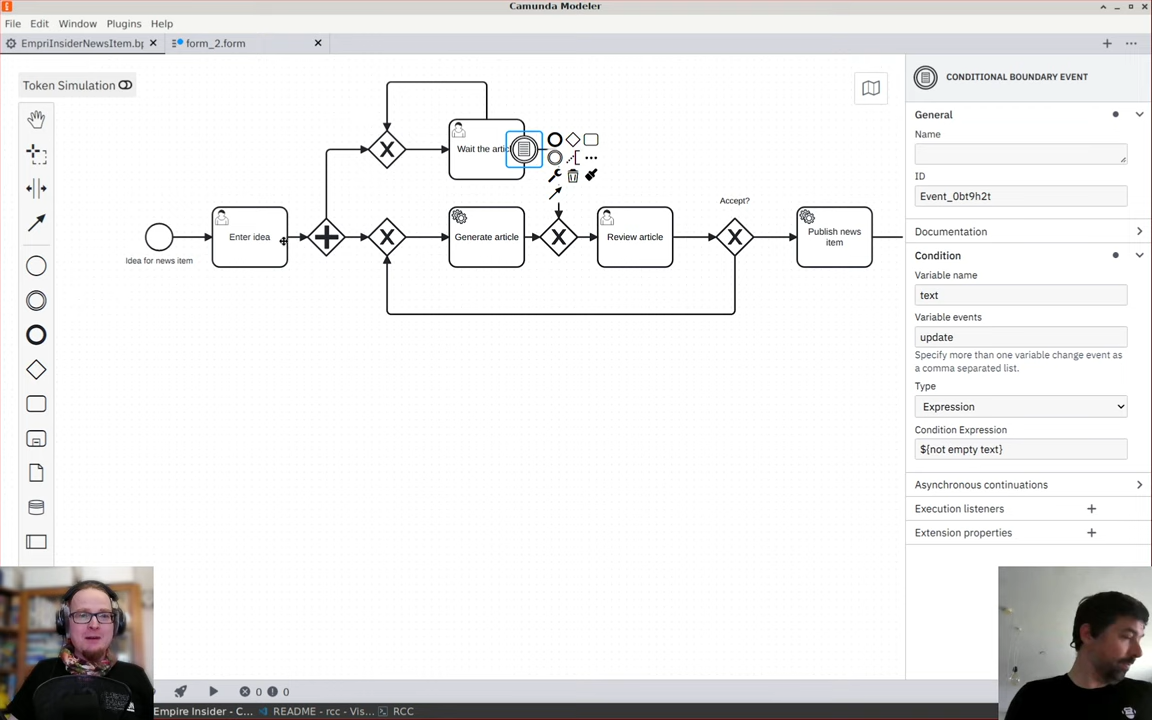 Camunda Modeler
File Edit Window Plugins Help
EmpriInsiderNewsItem.bp
form_2.form
Token Simulation
Wait the artic
Enter idea
Idea for news item
Generate article
Review article
Accept?
Publish news
item
CONDITIONAL BOUNDARY EVENT
General
Name
ID
Event_0bt9h2t
Documentation
Condition
Variable name
text
Variable events
update
Specify more than one variable change event as
a comma separated list.
Type
Expression
Condition Expression
${not empty text}
Asynchronous continuations
Execution listeners
Extension properties
0 0
Empire Insider - C... README - rcc - Vis... RCC